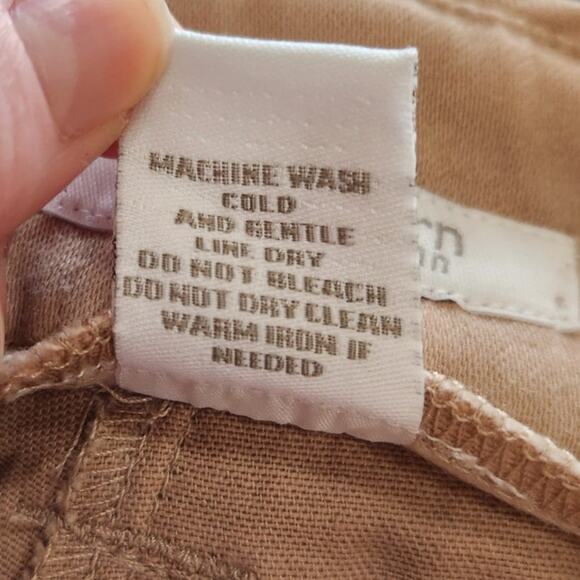 MACHINE WASH
COLD
AND GENTLE
LINE DRY
DO NOT BLEACH
DO NOT DRY CLEAN
WARM IRON IF
NEEDED